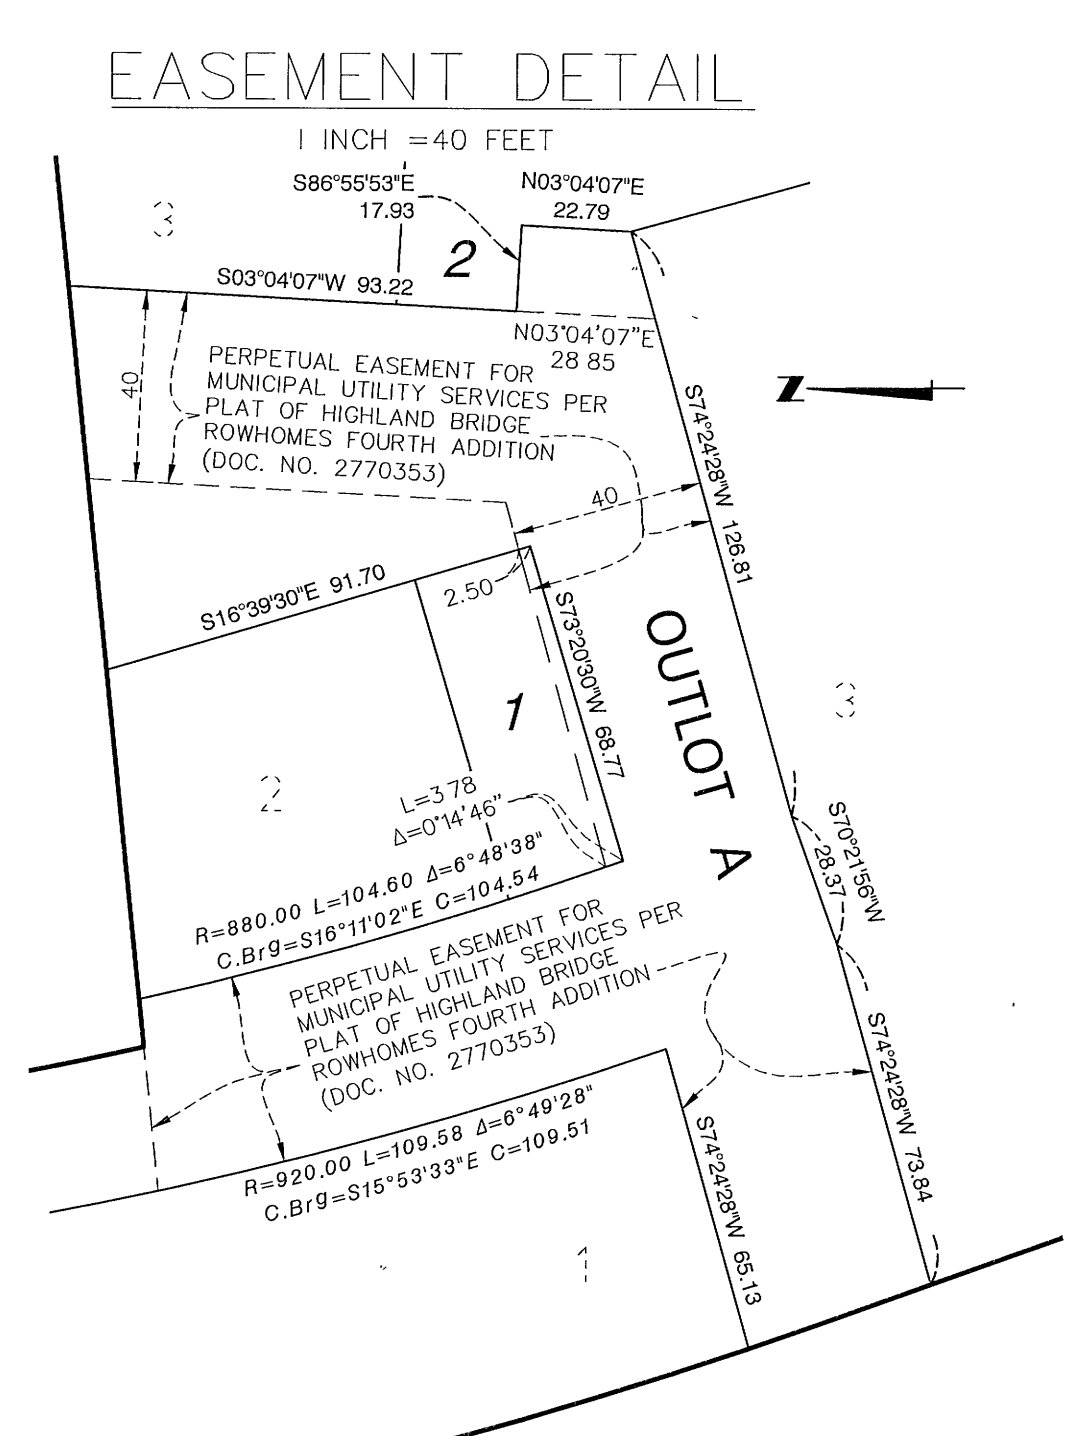 EASEMENT DETAIL
1 INCH =40 FEET
S86°55'53"E
17.93
N03°04'07"E
22.79
3
2
S03°04'07"W 93.22
N03°04'07"E
28 85
PERPETUAL EASEMENT FOR
MUNICIPAL UTILITY SERVICES PER
PLAT OF HIGHLAND BRIDGE
ROWHOMES FOURTH ADDITION
(DOC. NO. 2770353)
40
Z
S74°24'28"W 126.81
40
S16°39'30"E 91.70
2.50
S73°20'30"W 68.77
OUTLOT A
1
3
2
L=3 78
Δ=0°14'46"
S70°21'56"W
28.37
R=880.00 L=104.60 Δ=6°48'38"
C.Brg=S16°11'02"E C=104.54
PERPETUAL EASEMENT FOR
MUNICIPAL UTILITY SERVICES PER
PLAT OF HIGHLAND BRIDGE
ROWHOMES FOURTH ADDITION
(DOC. NO. 2770353)
S74°24'28"W 73.84
R=920.00 L=109.58 Δ=6°49'28"
C.Brg=S15°53'33"E C=109.51
S74°24'28"W 65.13
1